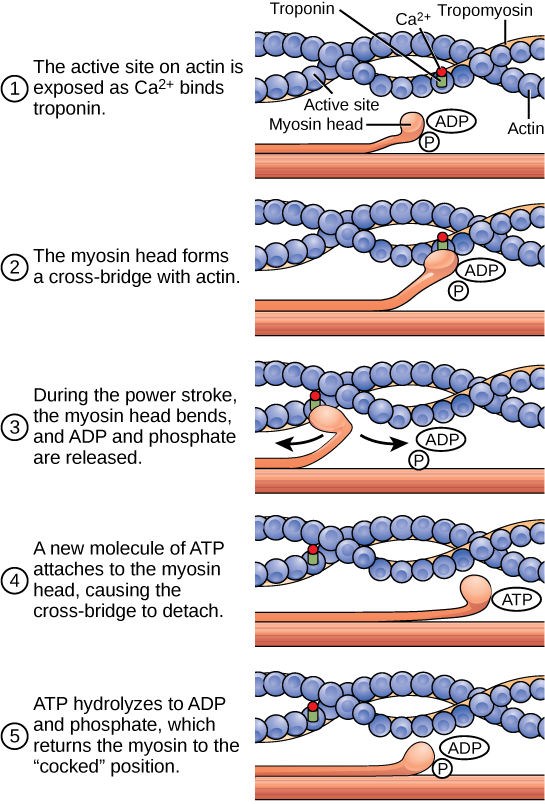 Troponin
Ca2+
Tropomyosin
1
The active site on actin is
exposed as Ca2+ binds
troponin.
Active site
Myosin head
ADP
P
Actin
2
The myosin head forms
a cross-bridge with actin.
ADP
P
3
During the power stroke,
the myosin head bends,
and ADP and phosphate
are released.
ADP
P
4
A new molecule of ATP
attaches to the myosin
head, causing the
cross-bridge to detach.
ATP
5
ATP hydrolyzes to ADP
and phosphate, which
returns the myosin to the
“cocked” position.
ADP
P